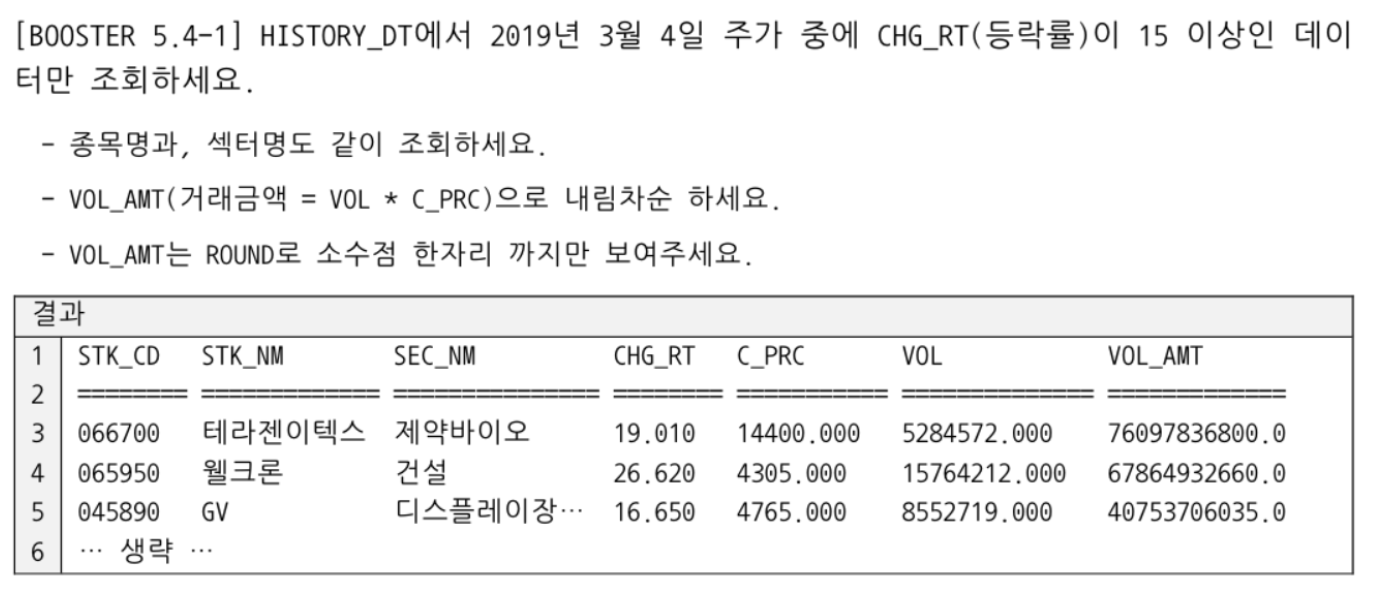 [BOOSTER 5.4-1] HISTORY_DT에서 2019년 3월 4일 주가 중에 CHG_RT(등락률)이 15 이상인 데이
터만 조회하세요.
- 종목명과, 섹터명도 같이 조회하세요.
- VOL_AMT(거래금액 = VOL * C_PRC)으로 내림차순 하세요.
- VOL_AMT는 ROUND로 소수점 한자리 까지만 보여주세요.
결과
1 STK_CD STK_NM SEC_NM CHG_RT C_PRC VOL VOL_AMT
2 ======== ============= =============== ======== =========== ============== =============
3 066700 테라젠이텍스 제약바이오 19.010 14400.000 5284572.000 76097836800.0
4 065950 웰크론 건설 26.620 4305.000 15764212.000 67864932660.0
5 045890 GV 디스플레이장… 16.650 4765.000 8552719.000 40753706035.0
6 … 생략 …